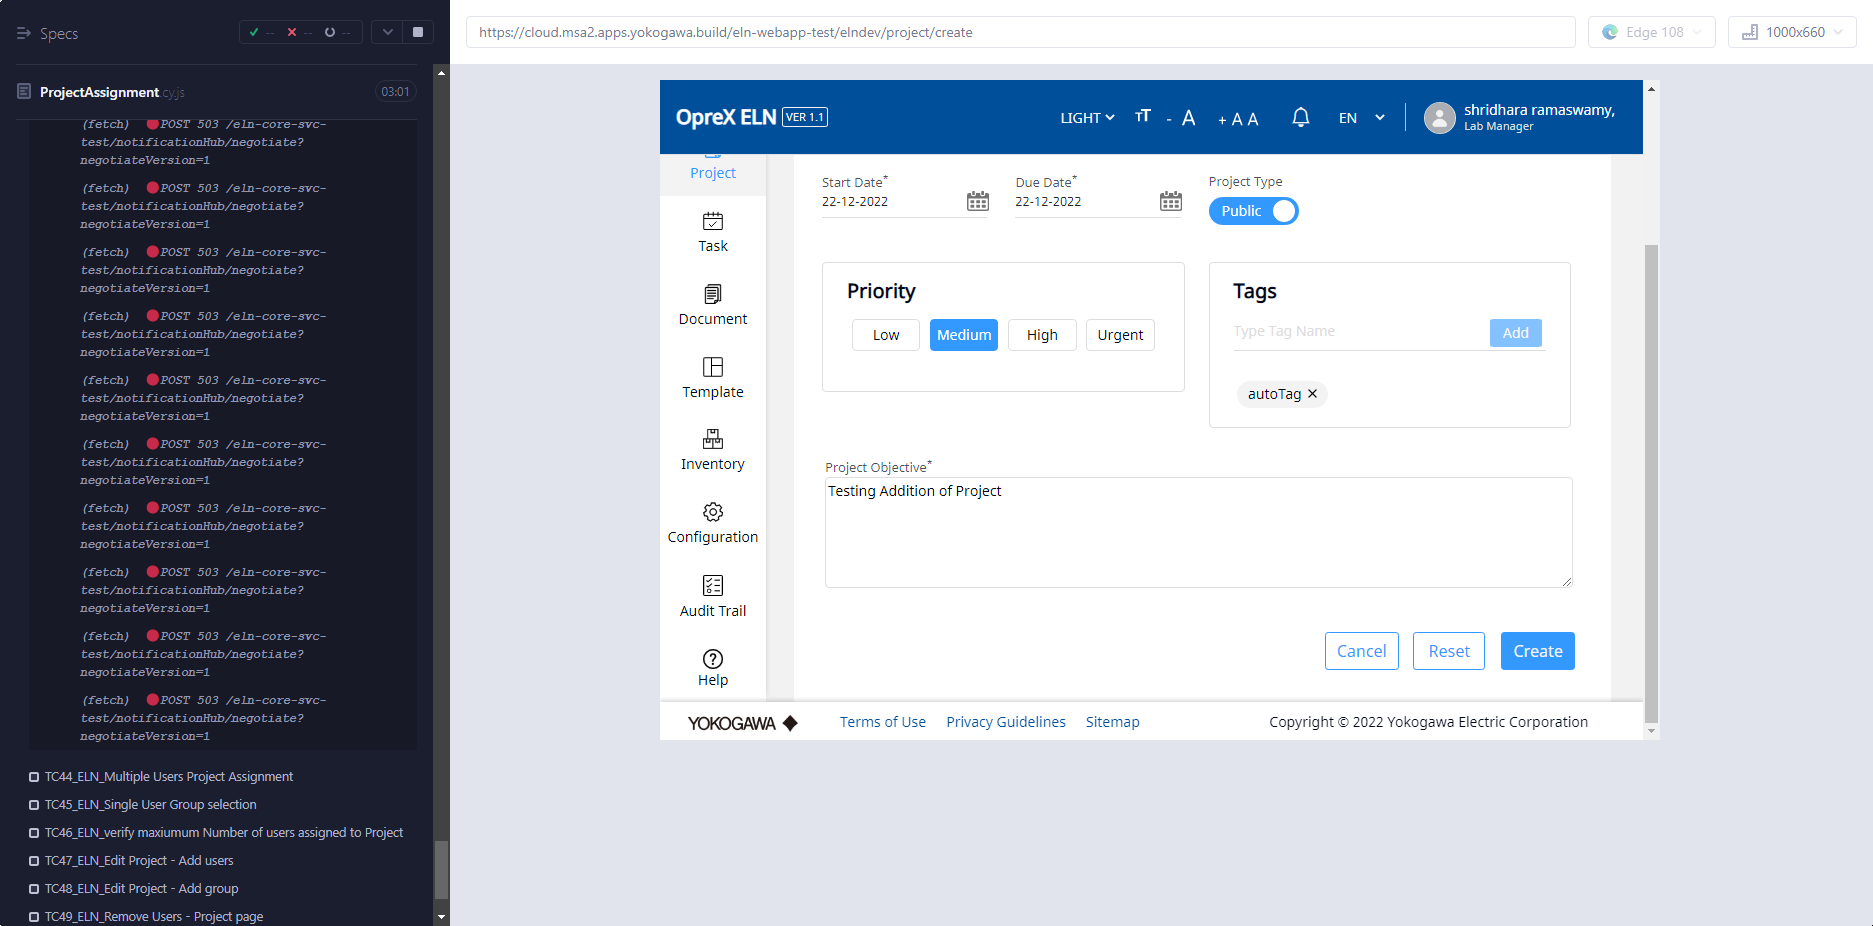 Specs
-- -- --
https://cloud.msa2.apps.yokogawa.build/eln-webapp-test/elndev/project/create
Edge 108
1000x660
ProjectAssignment.cy.js
03:01
(fetch) POST 503 /eln-core-svc-
test/notificationHub/negotiate?
negotiateVersion=1
(fetch) POST 503 /eln-core-svc-
test/notificationHub/negotiate?
negotiateVersion=1
(fetch) POST 503 /eln-core-svc-
test/notificationHub/negotiate?
negotiateVersion=1
(fetch) POST 503 /eln-core-svc-
test/notificationHub/negotiate?
negotiateVersion=1
(fetch) POST 503 /eln-core-svc-
test/notificationHub/negotiate?
negotiateVersion=1
(fetch) POST 503 /eln-core-svc-
test/notificationHub/negotiate?
negotiateVersion=1
(fetch) POST 503 /eln-core-svc-
test/notificationHub/negotiate?
negotiateVersion=1
(fetch) POST 503 /eln-core-svc-
test/notificationHub/negotiate?
negotiateVersion=1
(fetch) POST 503 /eln-core-svc-
test/notificationHub/negotiate?
negotiateVersion=1
(fetch) POST 503 /eln-core-svc-
test/notificationHub/negotiate?
negotiateVersion=1
TC44_ELN_Multiple Users Project Assignment
TC45_ELN_Single User Group selection
TC46_ELN_verify maxiumum Number of users assigned to Project
TC47_ELN_Edit Project - Add users
TC48_ELN_Edit Project - Add group
TC49_ELN_Remove Users - Project page
OpreX ELN VER 1.1
LIGHT
TT - A + A A
EN
shridhara ramaswamy,
Lab Manager
Project
Task
Document
Template
Inventory
Configuration
Audit Trail
Help
Start Date*
22-12-2022
Due Date*
22-12-2022
Project Type
Public
Priority
Low Medium High Urgent
Tags
Type Tag Name
Add
autoTag ✕
Project Objective*
Testing Addition of Project
Cancel Reset Create
YOKOGAWA
Terms of Use Privacy Guidelines Sitemap
Copyright © 2022 Yokogawa Electric Corporation